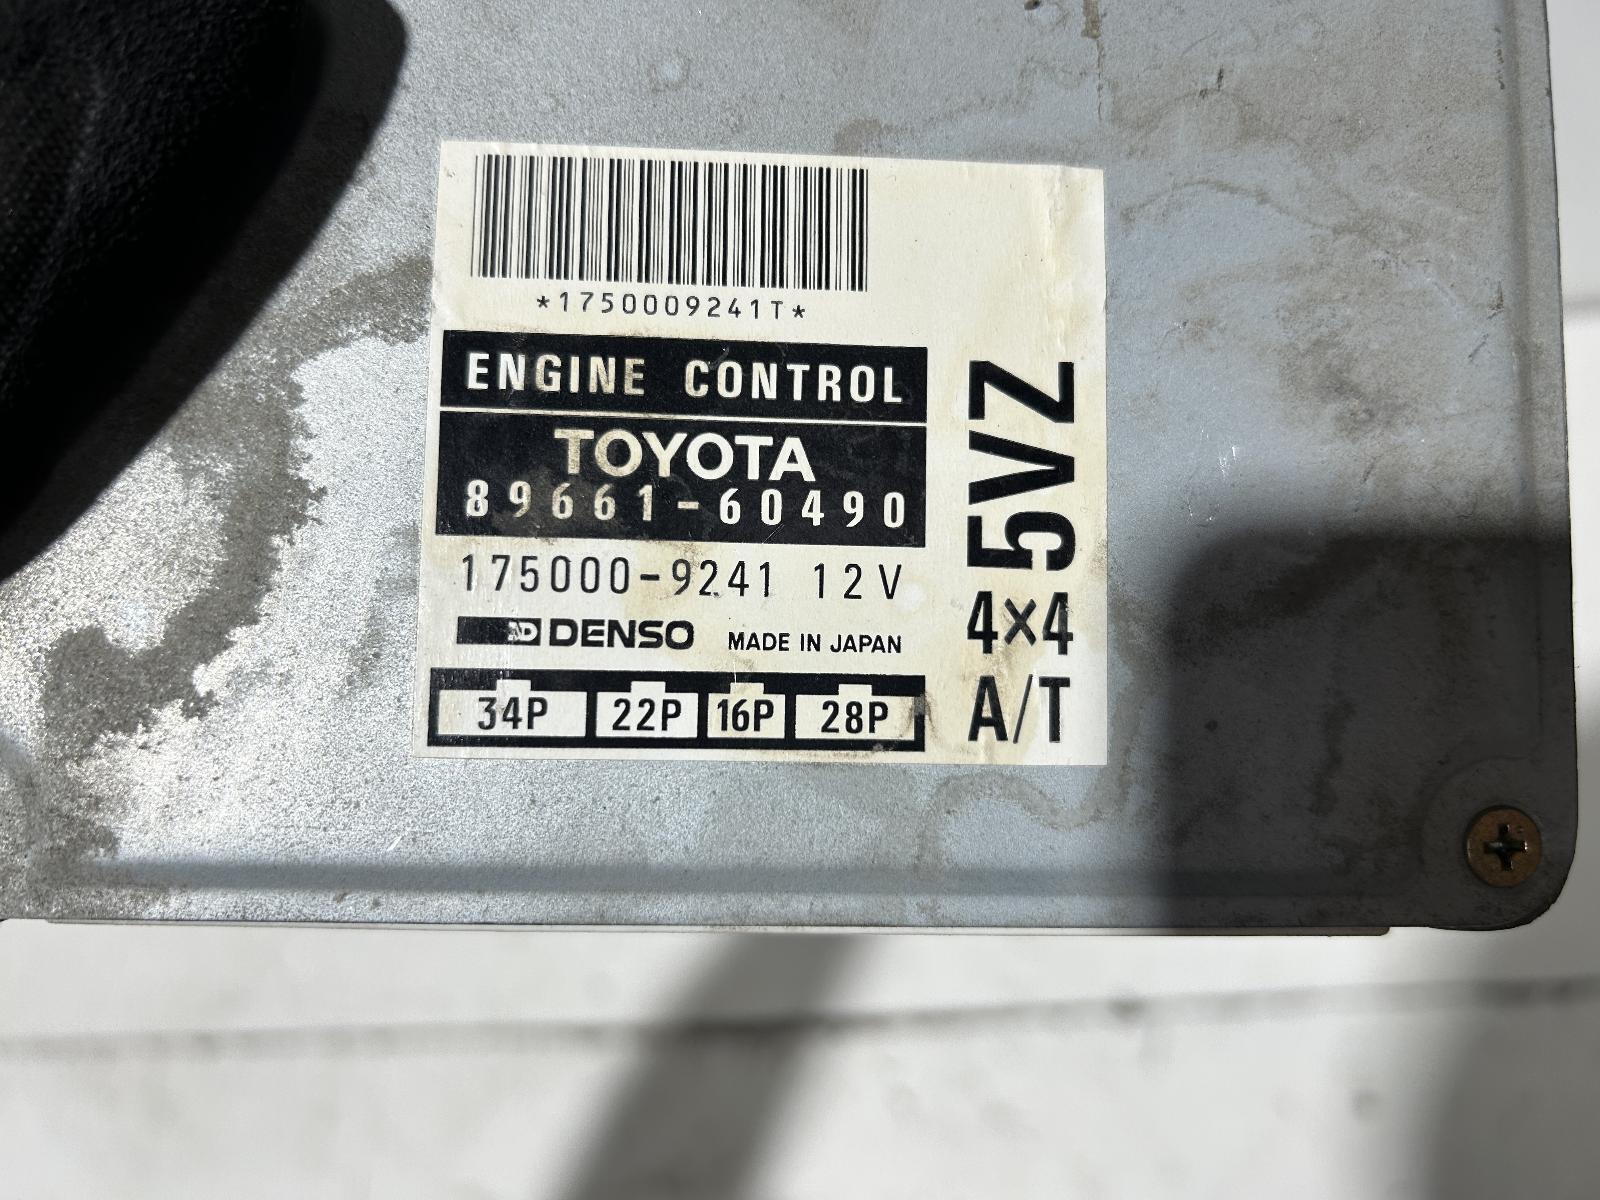 *1750009241T*
ENGINE CONTROL
TOYOTA
89661-60490
175000-9241 12V
DENSO MADE IN JAPAN
34P 22P 16P 28P
5VZ
4×4
A/T